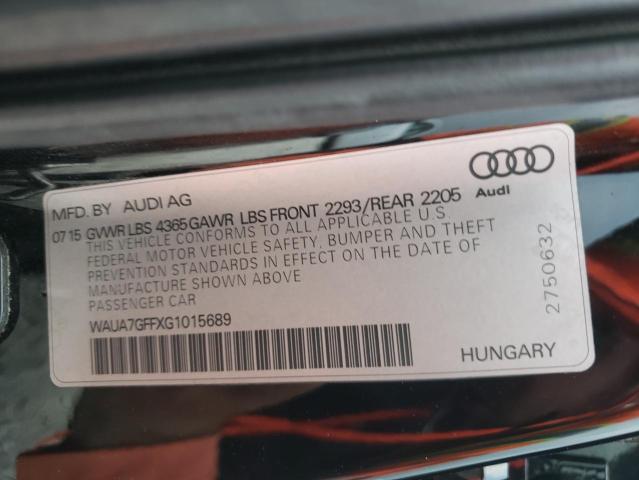 MFD. BY AUDI AG
07 15 GVWR LBS 4365 GAWR LBS FRONT 2293/REAR 2205
THIS VEHICLE CONFORMS TO ALL APPLICABLE U.S.
FEDERAL MOTOR VEHICLE SAFETY, BUMPER AND THEFT
PREVENTION STANDARDS IN EFFECT ON THE DATE OF
MANUFACTURE SHOWN ABOVE
PASSENGER CAR
WAUA7GFFXG1015689
Audi
2750632
HUNGARY